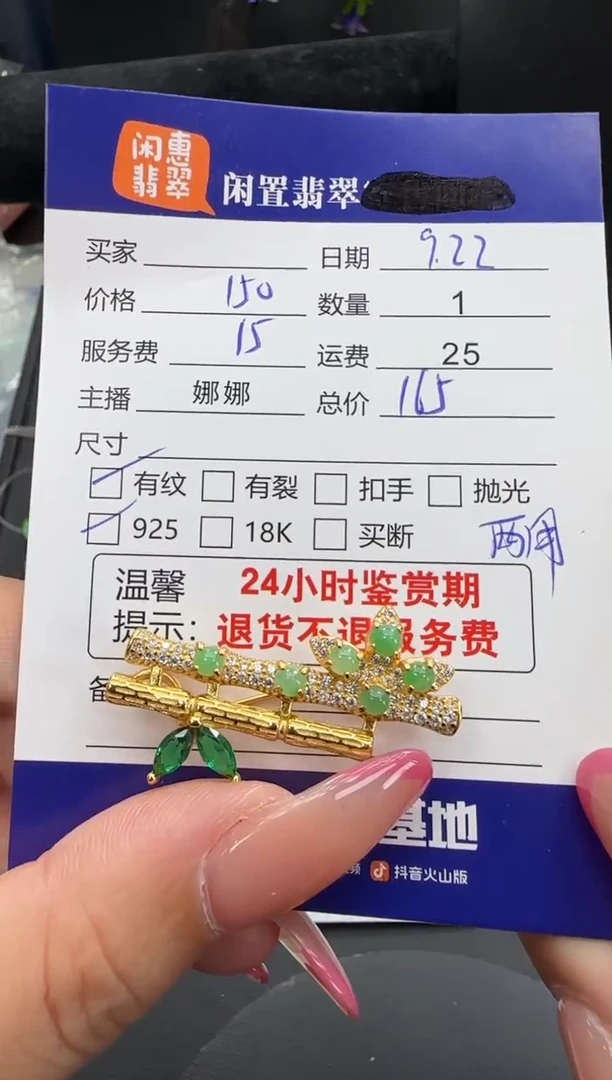 闲惠
翡翠
闲置翡翠
买家 日期 9.22
价格 150 数量 1
服务费 15 运费 25
主播 娜娜 总价 165
尺寸
有纹 有裂 扣手 抛光
925 18K 买断 两用
温馨 24小时鉴赏期
提示: 退货不退服务费
备
基地
频 抖音火山版